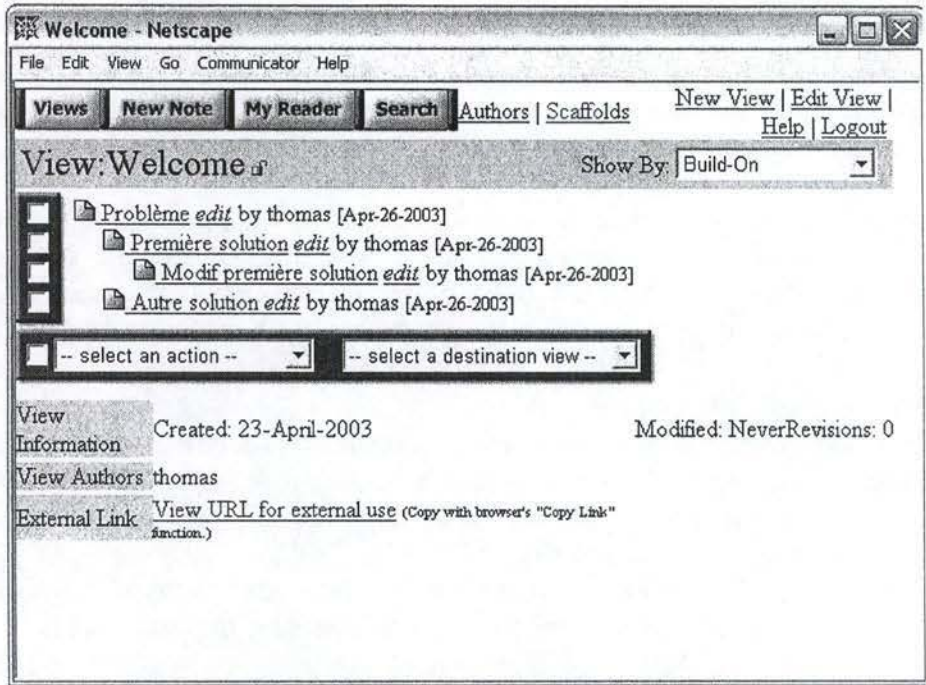 Welcome - Netscape
File Edit View Go Communicator Help
Views New Note My Reader Search Authors | Scaffolds New View | Edit View |
Help | Logout
View:Welcome Show By: Build-On
Problème edit by thomas [Apr-26-2003]
Première solution edit by thomas [Apr-26-2003]
Modif première solution edit by thomas [Apr-26-2003]
Autre solution edit by thomas [Apr-26-2003]
-- select an action -- -- select a destination view --
View
Information Created: 23-April-2003 Modified: NeverRevisions: 0
View Authors thomas
External Link View URL for external use (Copy with browser's "Copy Link"
function.)